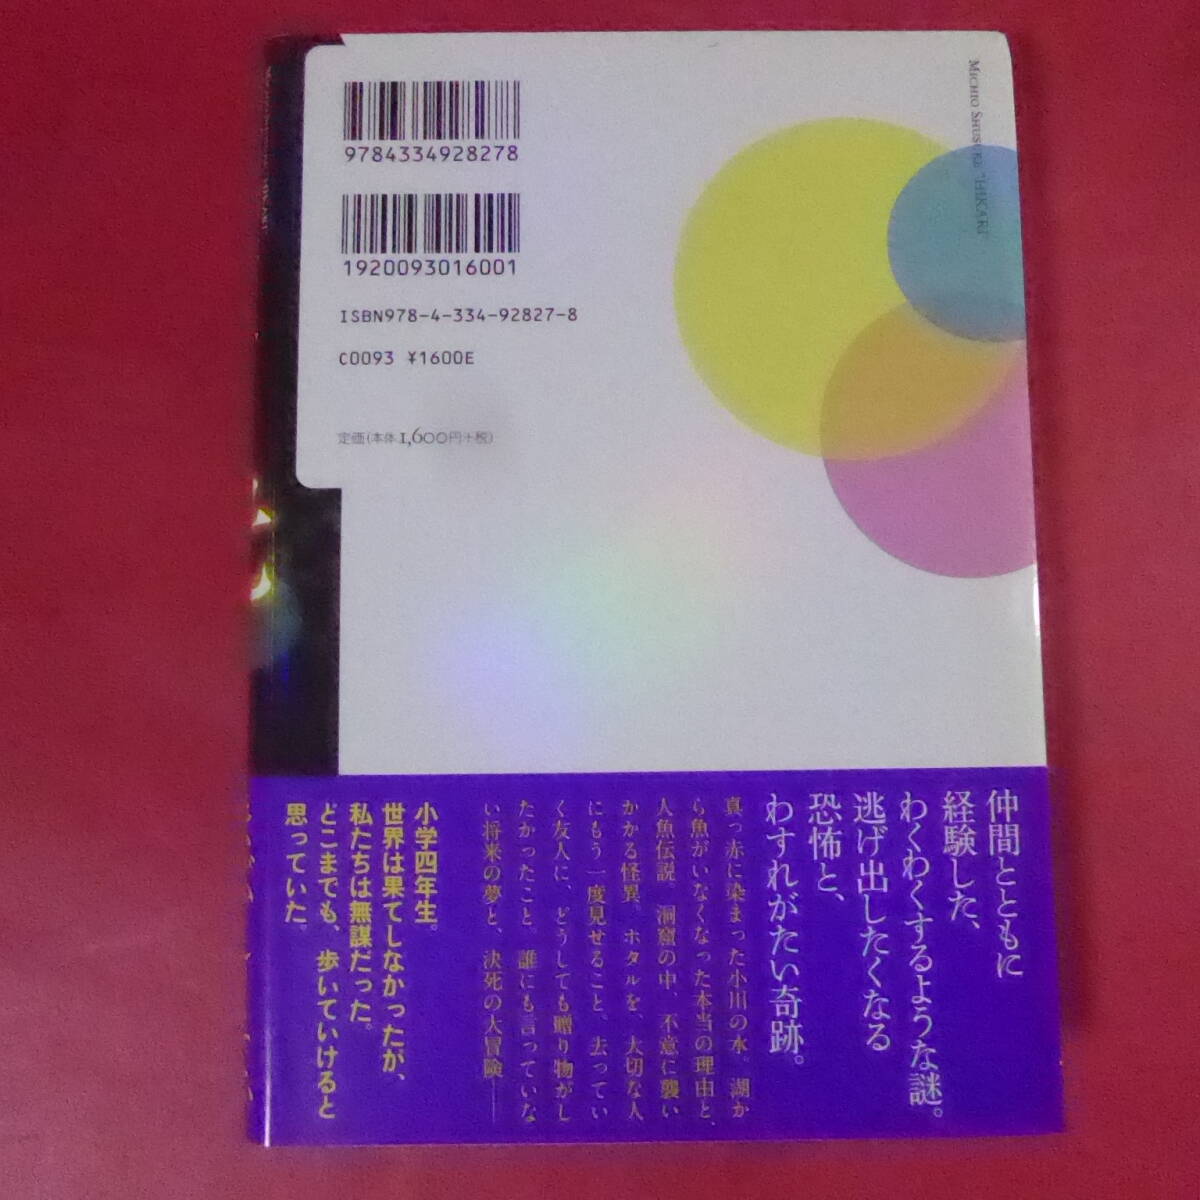 MICHIO SHUSUKE "HIKARI"
9784334928278
1920093016001
ISBN978-4-334-92827-8
C0093 ¥1600E
定価(本体1,600円+税)
仲間とともに
経験した、
わくわくするような謎。
逃げ出したくなる
恐怖と、
わすれがたい奇跡。
真っ赤に染まった小川の水。湖か
ら魚がいなくなった本当の理由と、
人魚伝説。洞窟の中、不意に襲い
かかる怪異。ホタルを、大切な人
にもう一度見せること。去ってい
く友人に、どうしても贈り物がし
たかったこと。誰にも言っていな
い将来の夢と、決死の大冒険――
小学四年生。
世界は果てしなかったが、
私たちは無謀だった。
どこまでも、歩いていけると
思っていた。